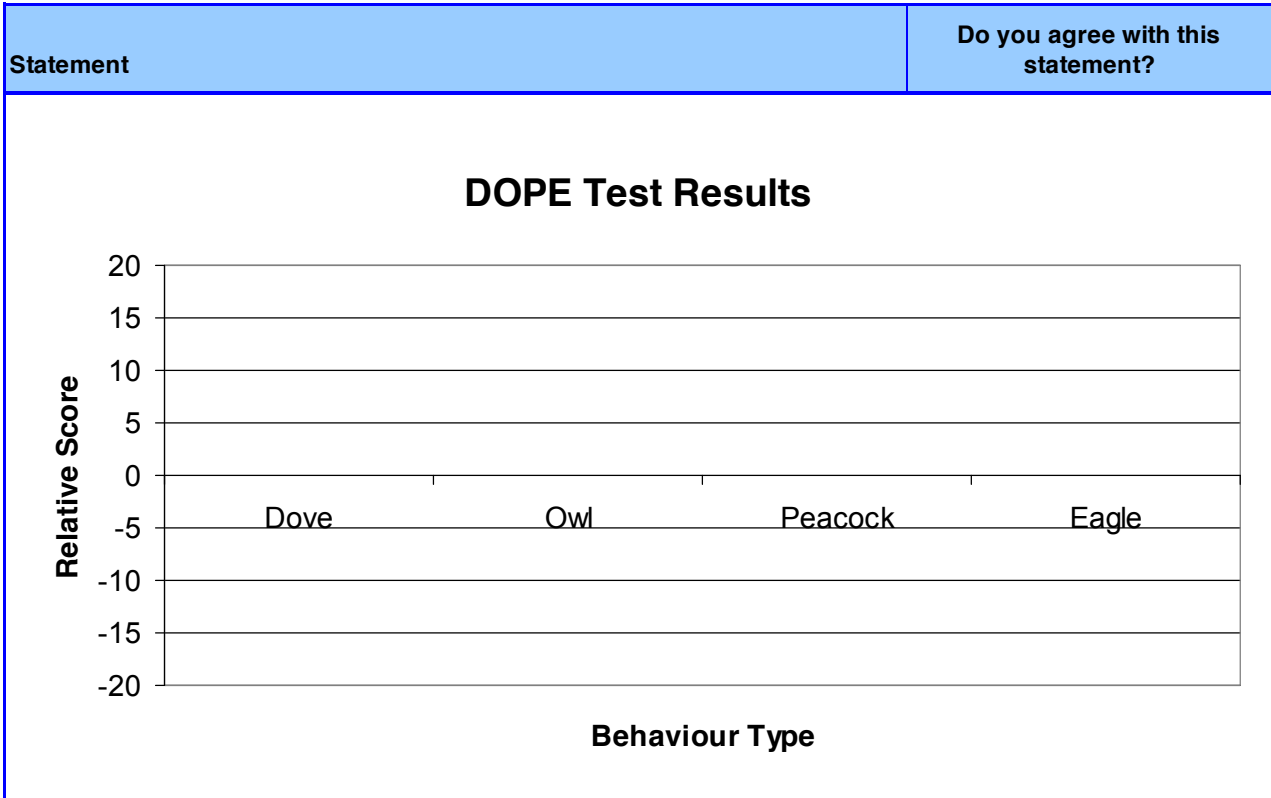 Statement
Do you agree with this
statement?
DOPE Test Results
Relative Score
20
15
10
5
0
-5
-10
-15
-20
Dove Owl Peacock Eagle
Behaviour Type